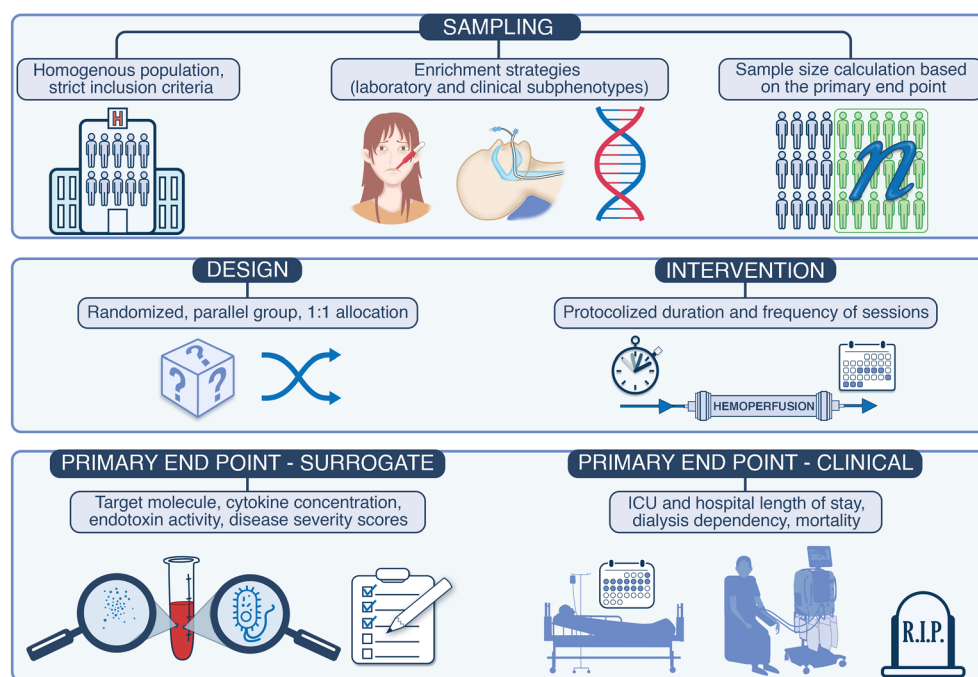 SAMPLING
Homogenous population,
strict inclusion criteria
Enrichment strategies
(laboratory and clinical subphenotypes)
Sample size calculation based
on the primary end point
H
n
DESIGN
Randomized, parallel group, 1:1 allocation
? ? ?
INTERVENTION
Protocolized duration and frequency of sessions
HEMOPERFUSION
PRIMARY END POINT - SURROGATE
Target molecule, cytokine concentration,
endotoxin activity, disease severity scores
PRIMARY END POINT - CLINICAL
ICU and hospital length of stay,
dialysis dependency, mortality
R.I.P.